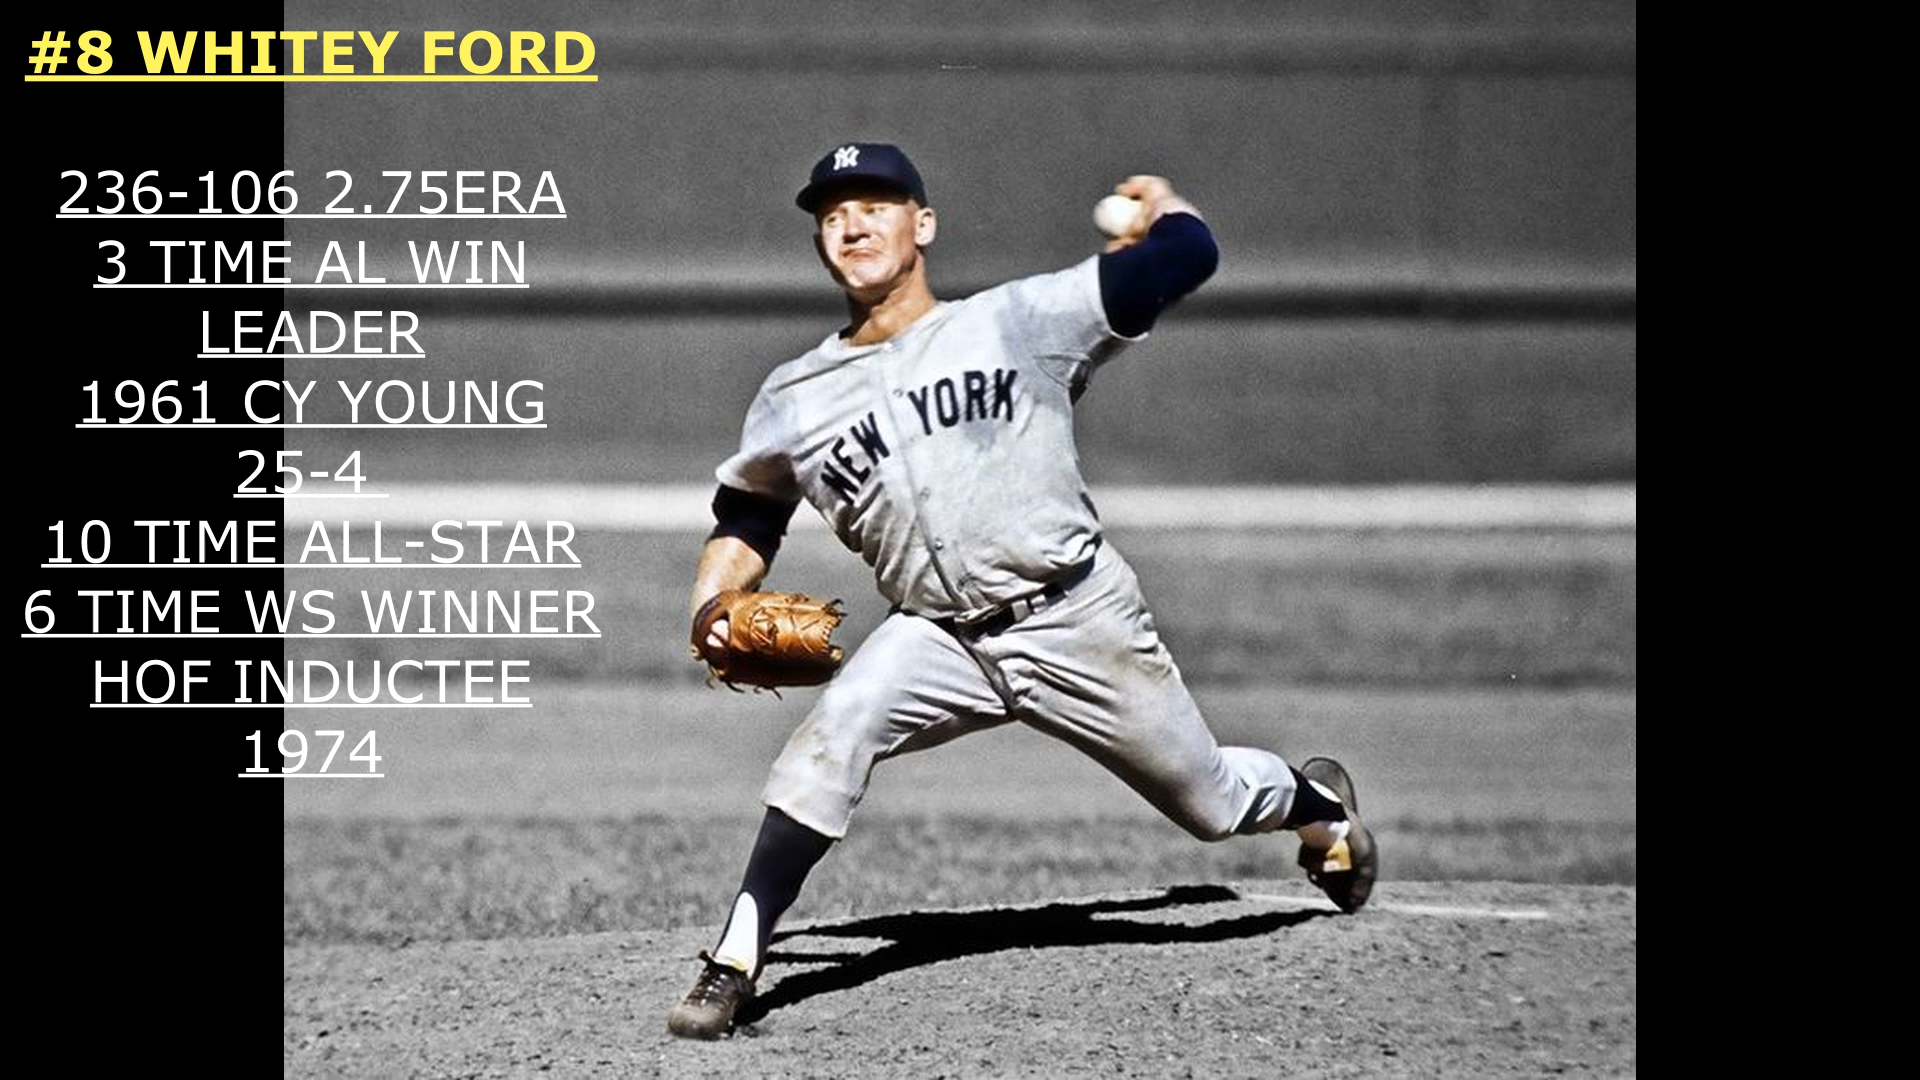 #8 WHITEY FORD
236-106 2.75ERA
3 TIME AL WIN
LEADER
1961 CY YOUNG
25-4
10 TIME ALL-STAR
6 TIME WS WINNER
HOF INDUCTEE
1974
NY
NEW YORK